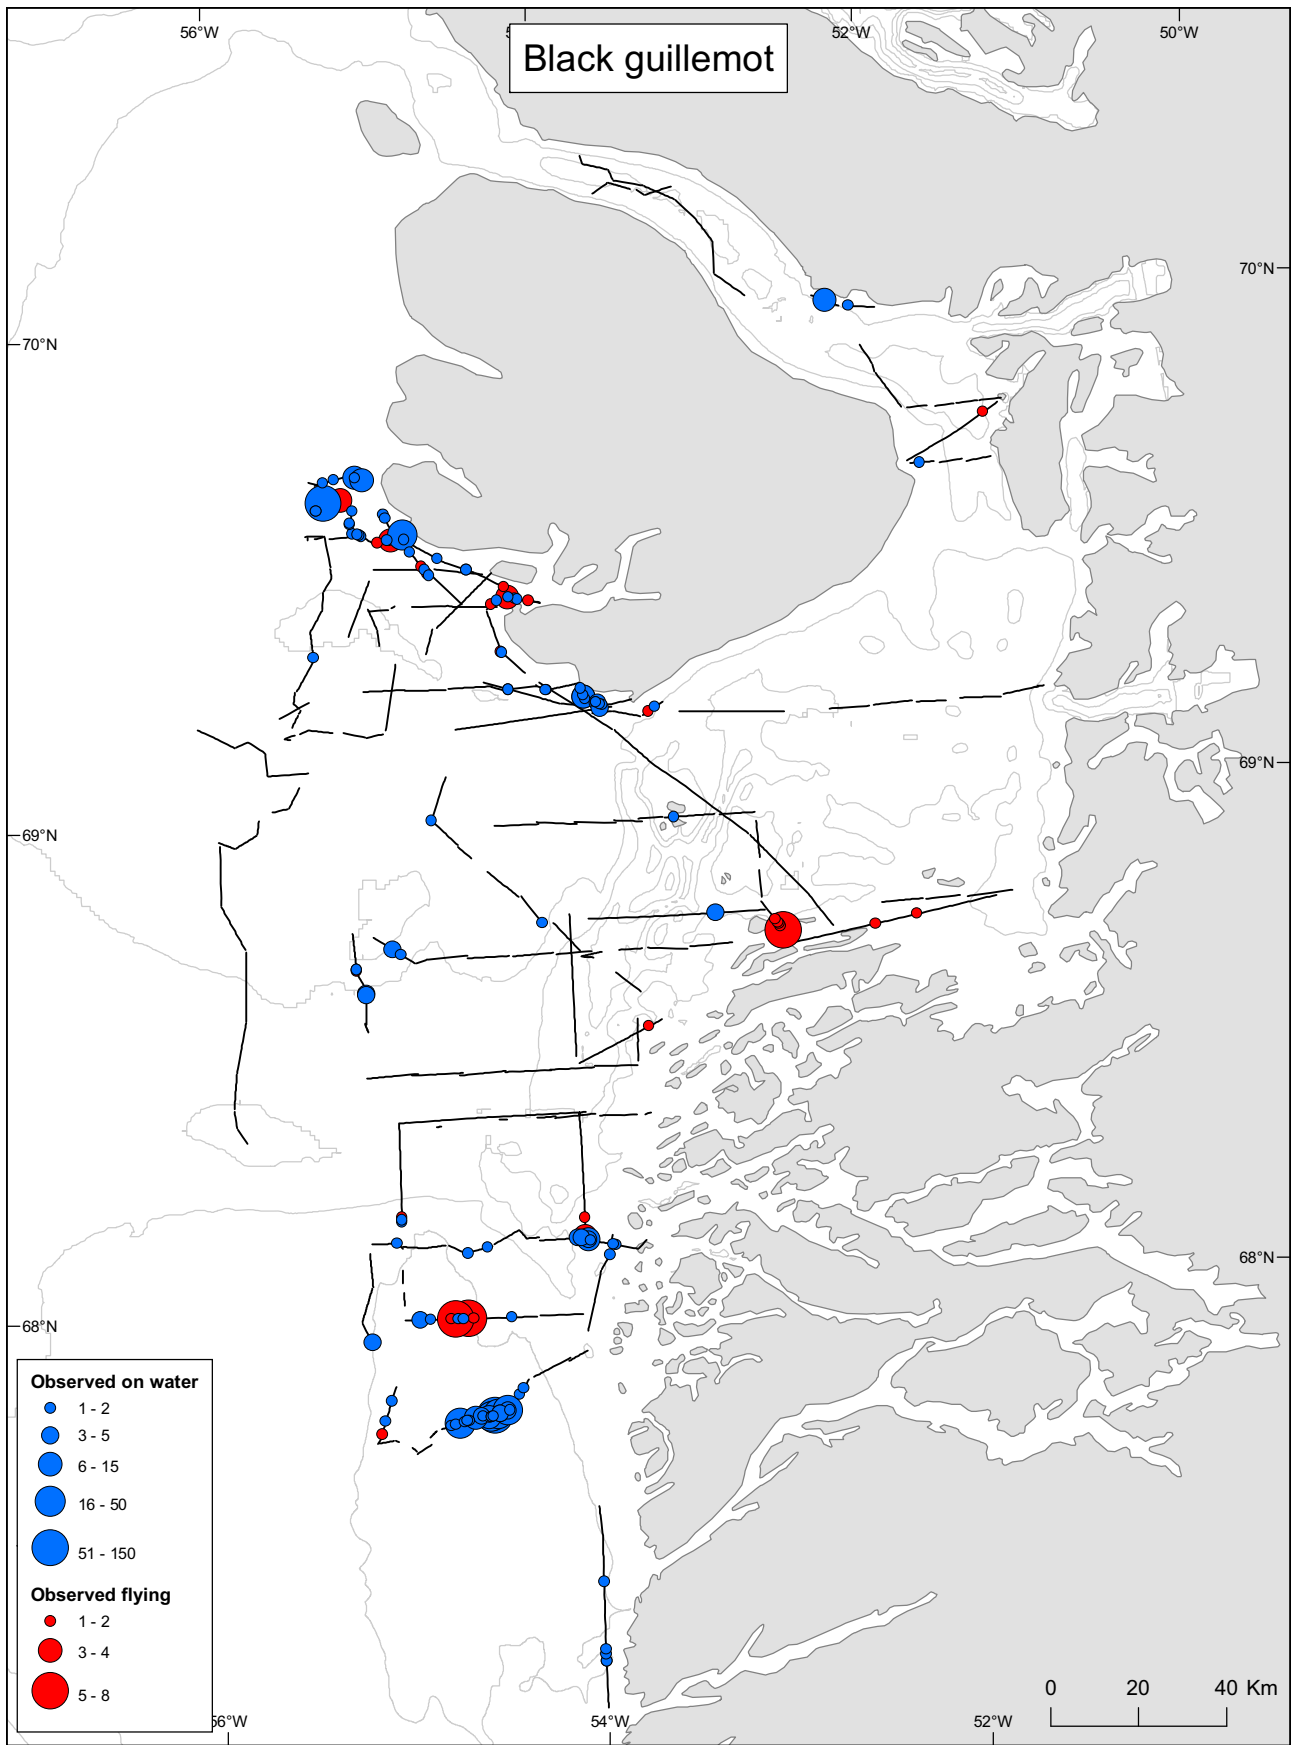 56°W
52°W
50°W
Black guillemot
70°N
70°N
69°N
69°N
68°N
68°N
Observed on water
1 - 2
3 - 5
6 - 15
16 - 50
51 - 150
Observed flying
1 - 2
3 - 4
5 - 8
0 20 40 Km
56°W
54°W
52°W